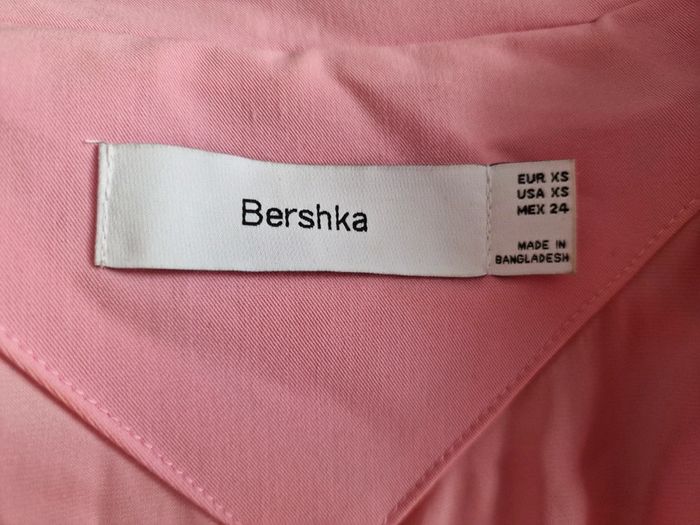 Bershka
EUR XS
USA XS
MEX 24
MADE IN
BANGLADESH